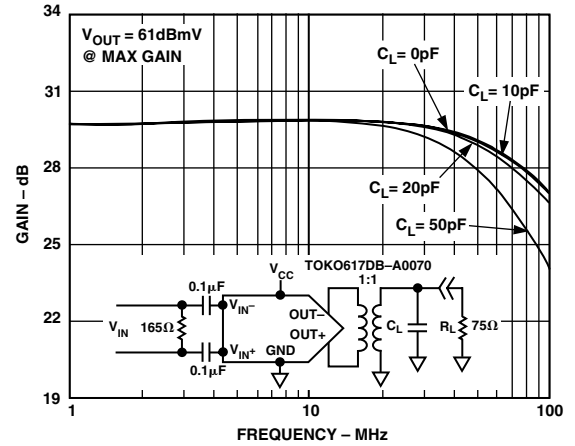 34
V_OUT = 61dBmV
@ MAX GAIN
31
C_L = 0pF
C_L = 10pF
28
C_L = 20pF
C_L = 50pF
GAIN – dB
25
TOKO617DB–A0070
1:1
V_CC
0.1μF
V_IN–
OUT–
OUT+
V_IN
165Ω
C_L
R_L
75Ω
V_IN+
GND
0.1μF
22
19
1
10
100
FREQUENCY – MHz